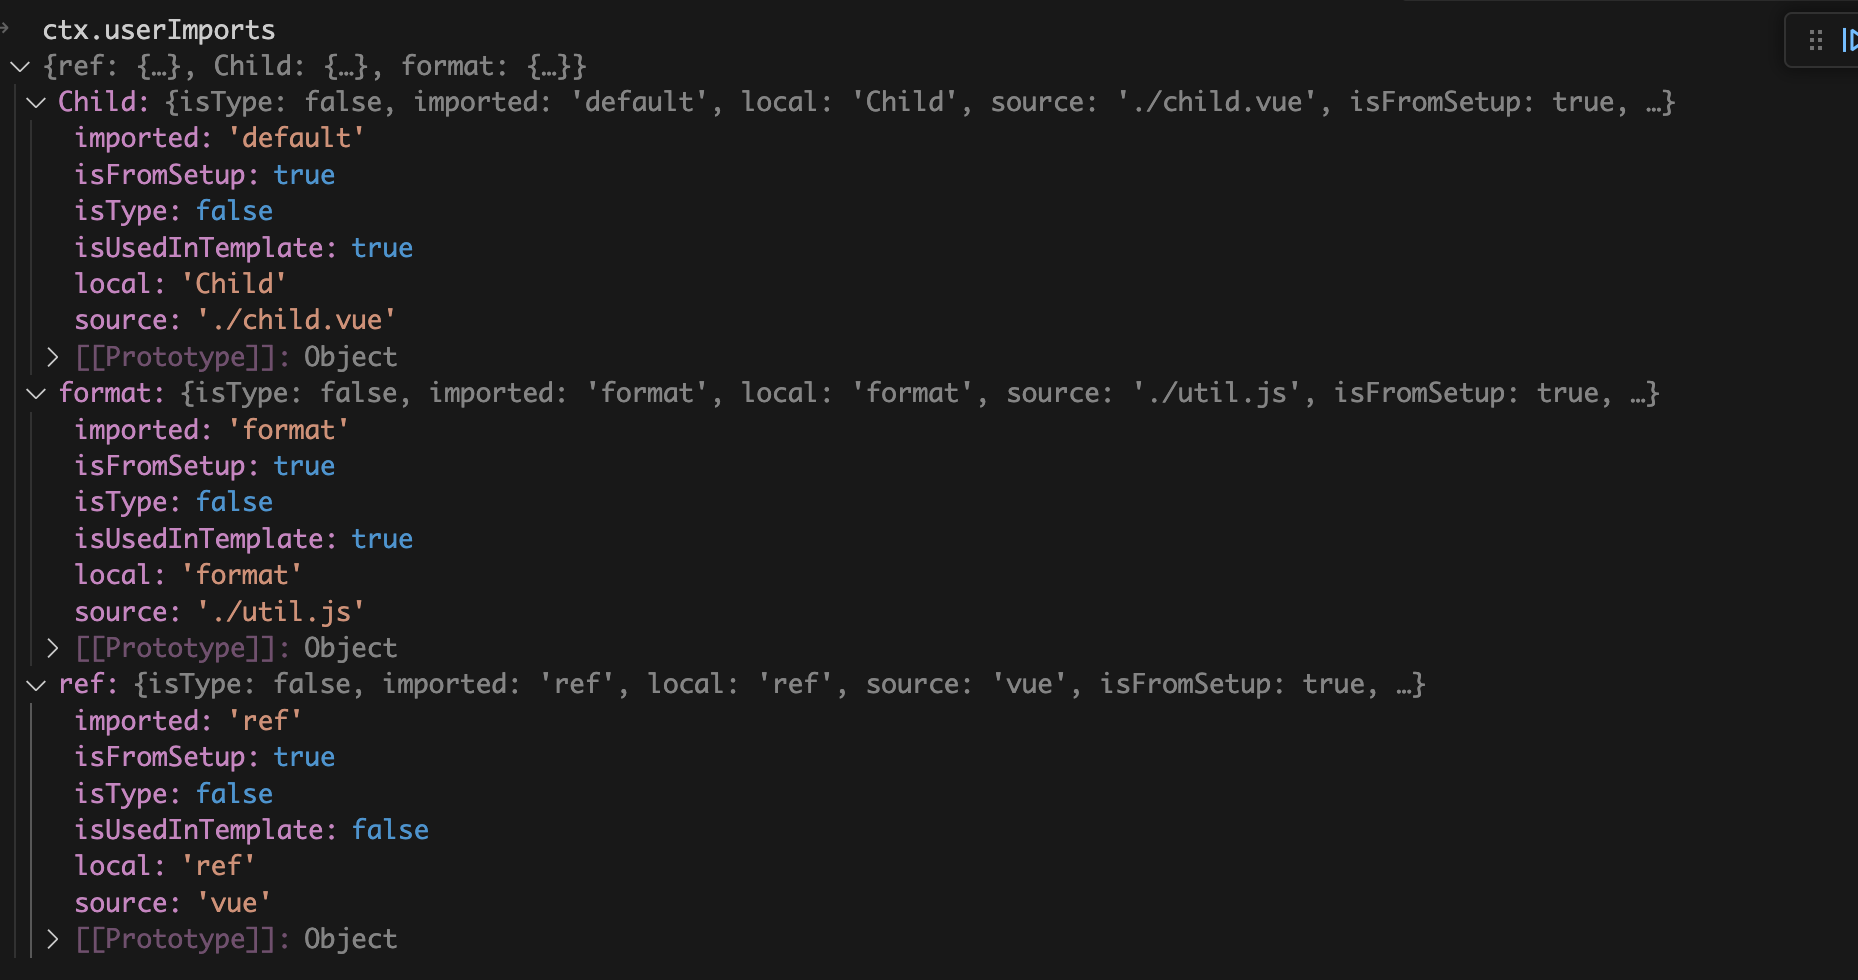 ctx.userImports
{ref: {…}, Child: {…}, format: {…}}
Child: {isType: false, imported: 'default', local: 'Child', source: './child.vue', isFromSetup: true, …}
imported: 'default'
isFromSetup: true
isType: false
isUsedInTemplate: true
local: 'Child'
source: './child.vue'
[[Prototype]]: Object
format: {isType: false, imported: 'format', local: 'format', source: './util.js', isFromSetup: true, …}
imported: 'format'
isFromSetup: true
isType: false
isUsedInTemplate: true
local: 'format'
source: './util.js'
[[Prototype]]: Object
ref: {isType: false, imported: 'ref', local: 'ref', source: 'vue', isFromSetup: true, …}
imported: 'ref'
isFromSetup: true
isType: false
isUsedInTemplate: false
local: 'ref'
source: 'vue'
[[Prototype]]: Object